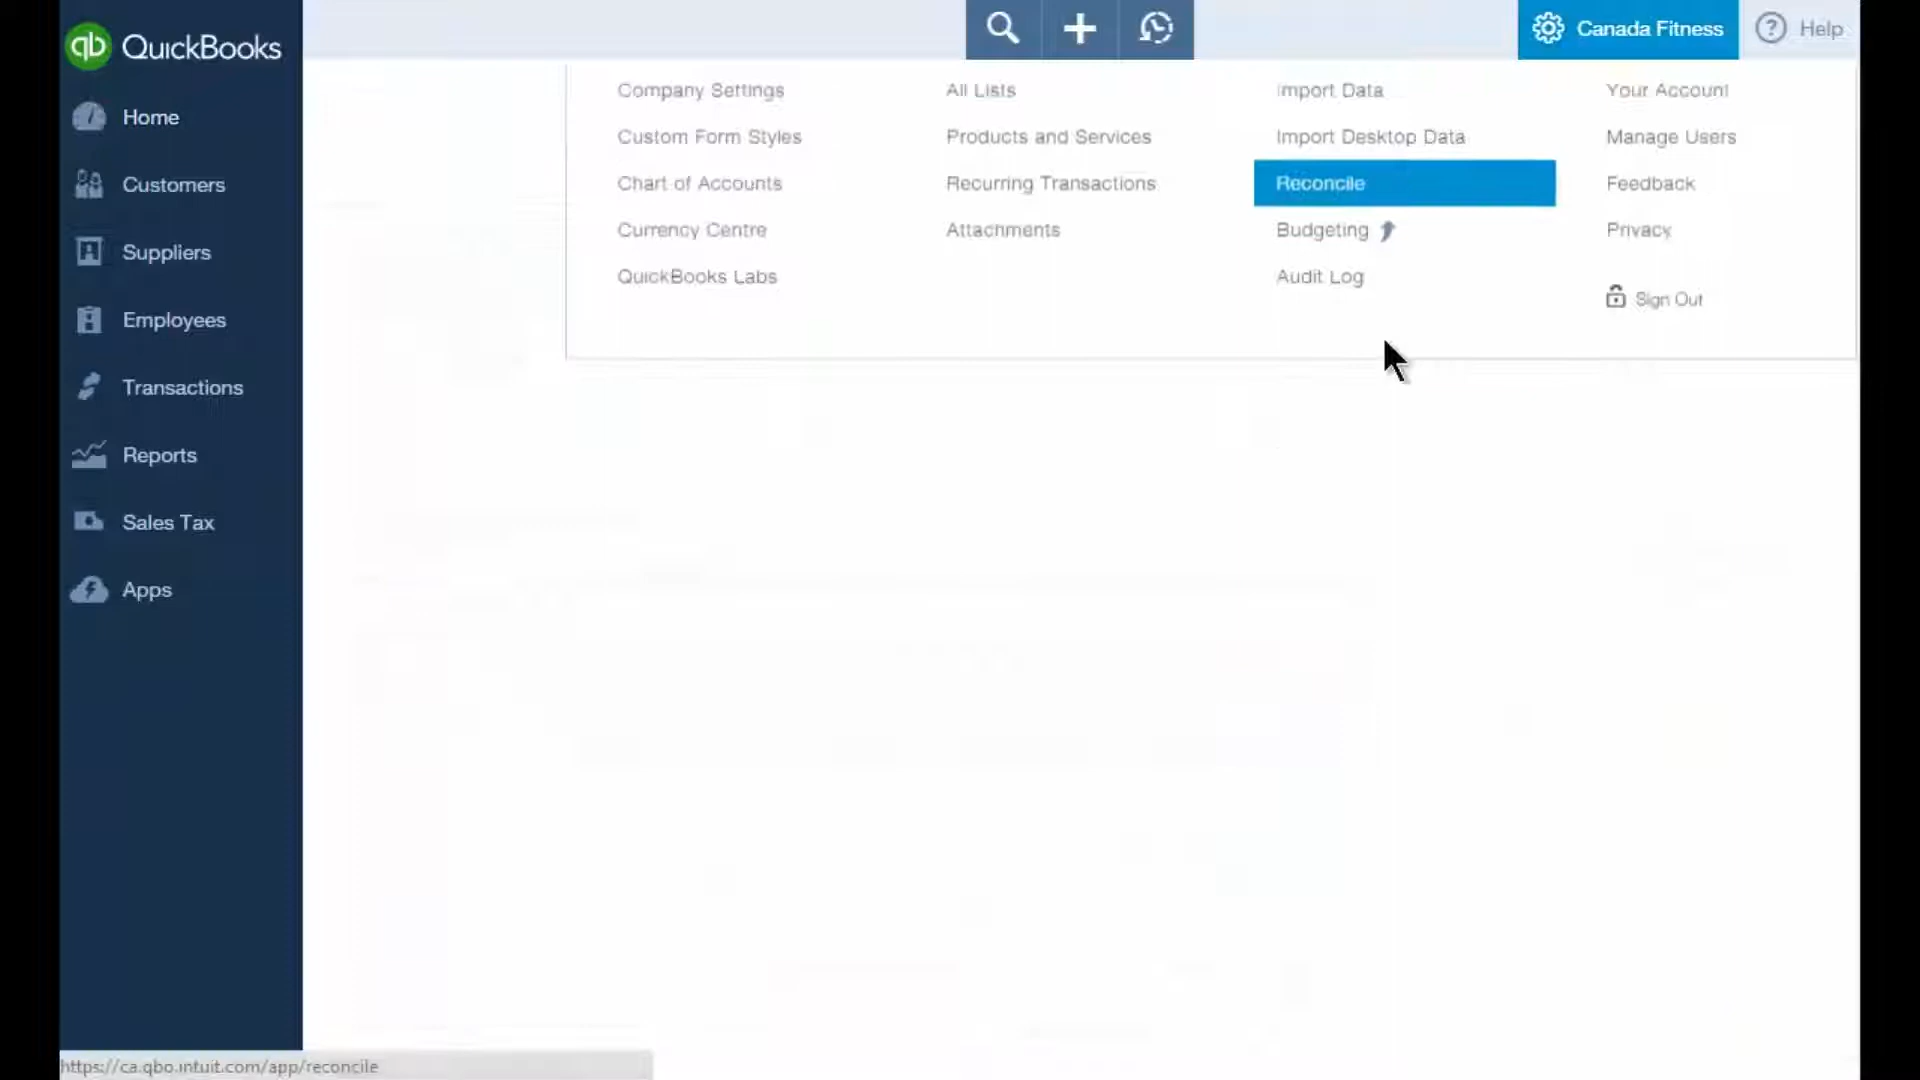 QuickBooks
Canada Fitness
Help
Home
Customers
Suppliers
Employees
Transactions
Reports
Sales Tax
Apps
Company Settings
Custom Form Styles
Chart of Accounts
Currency Centre
QuickBooks Labs
All Lists
Products and Services
Recurring Transactions
Attachments
Import Data
Import Desktop Data
Reconcile
Budgeting
Audit Log
Your Account
Manage Users
Feedback
Privacy
Sign Out
https://ca.qbo.intuit.com/app/reconcile